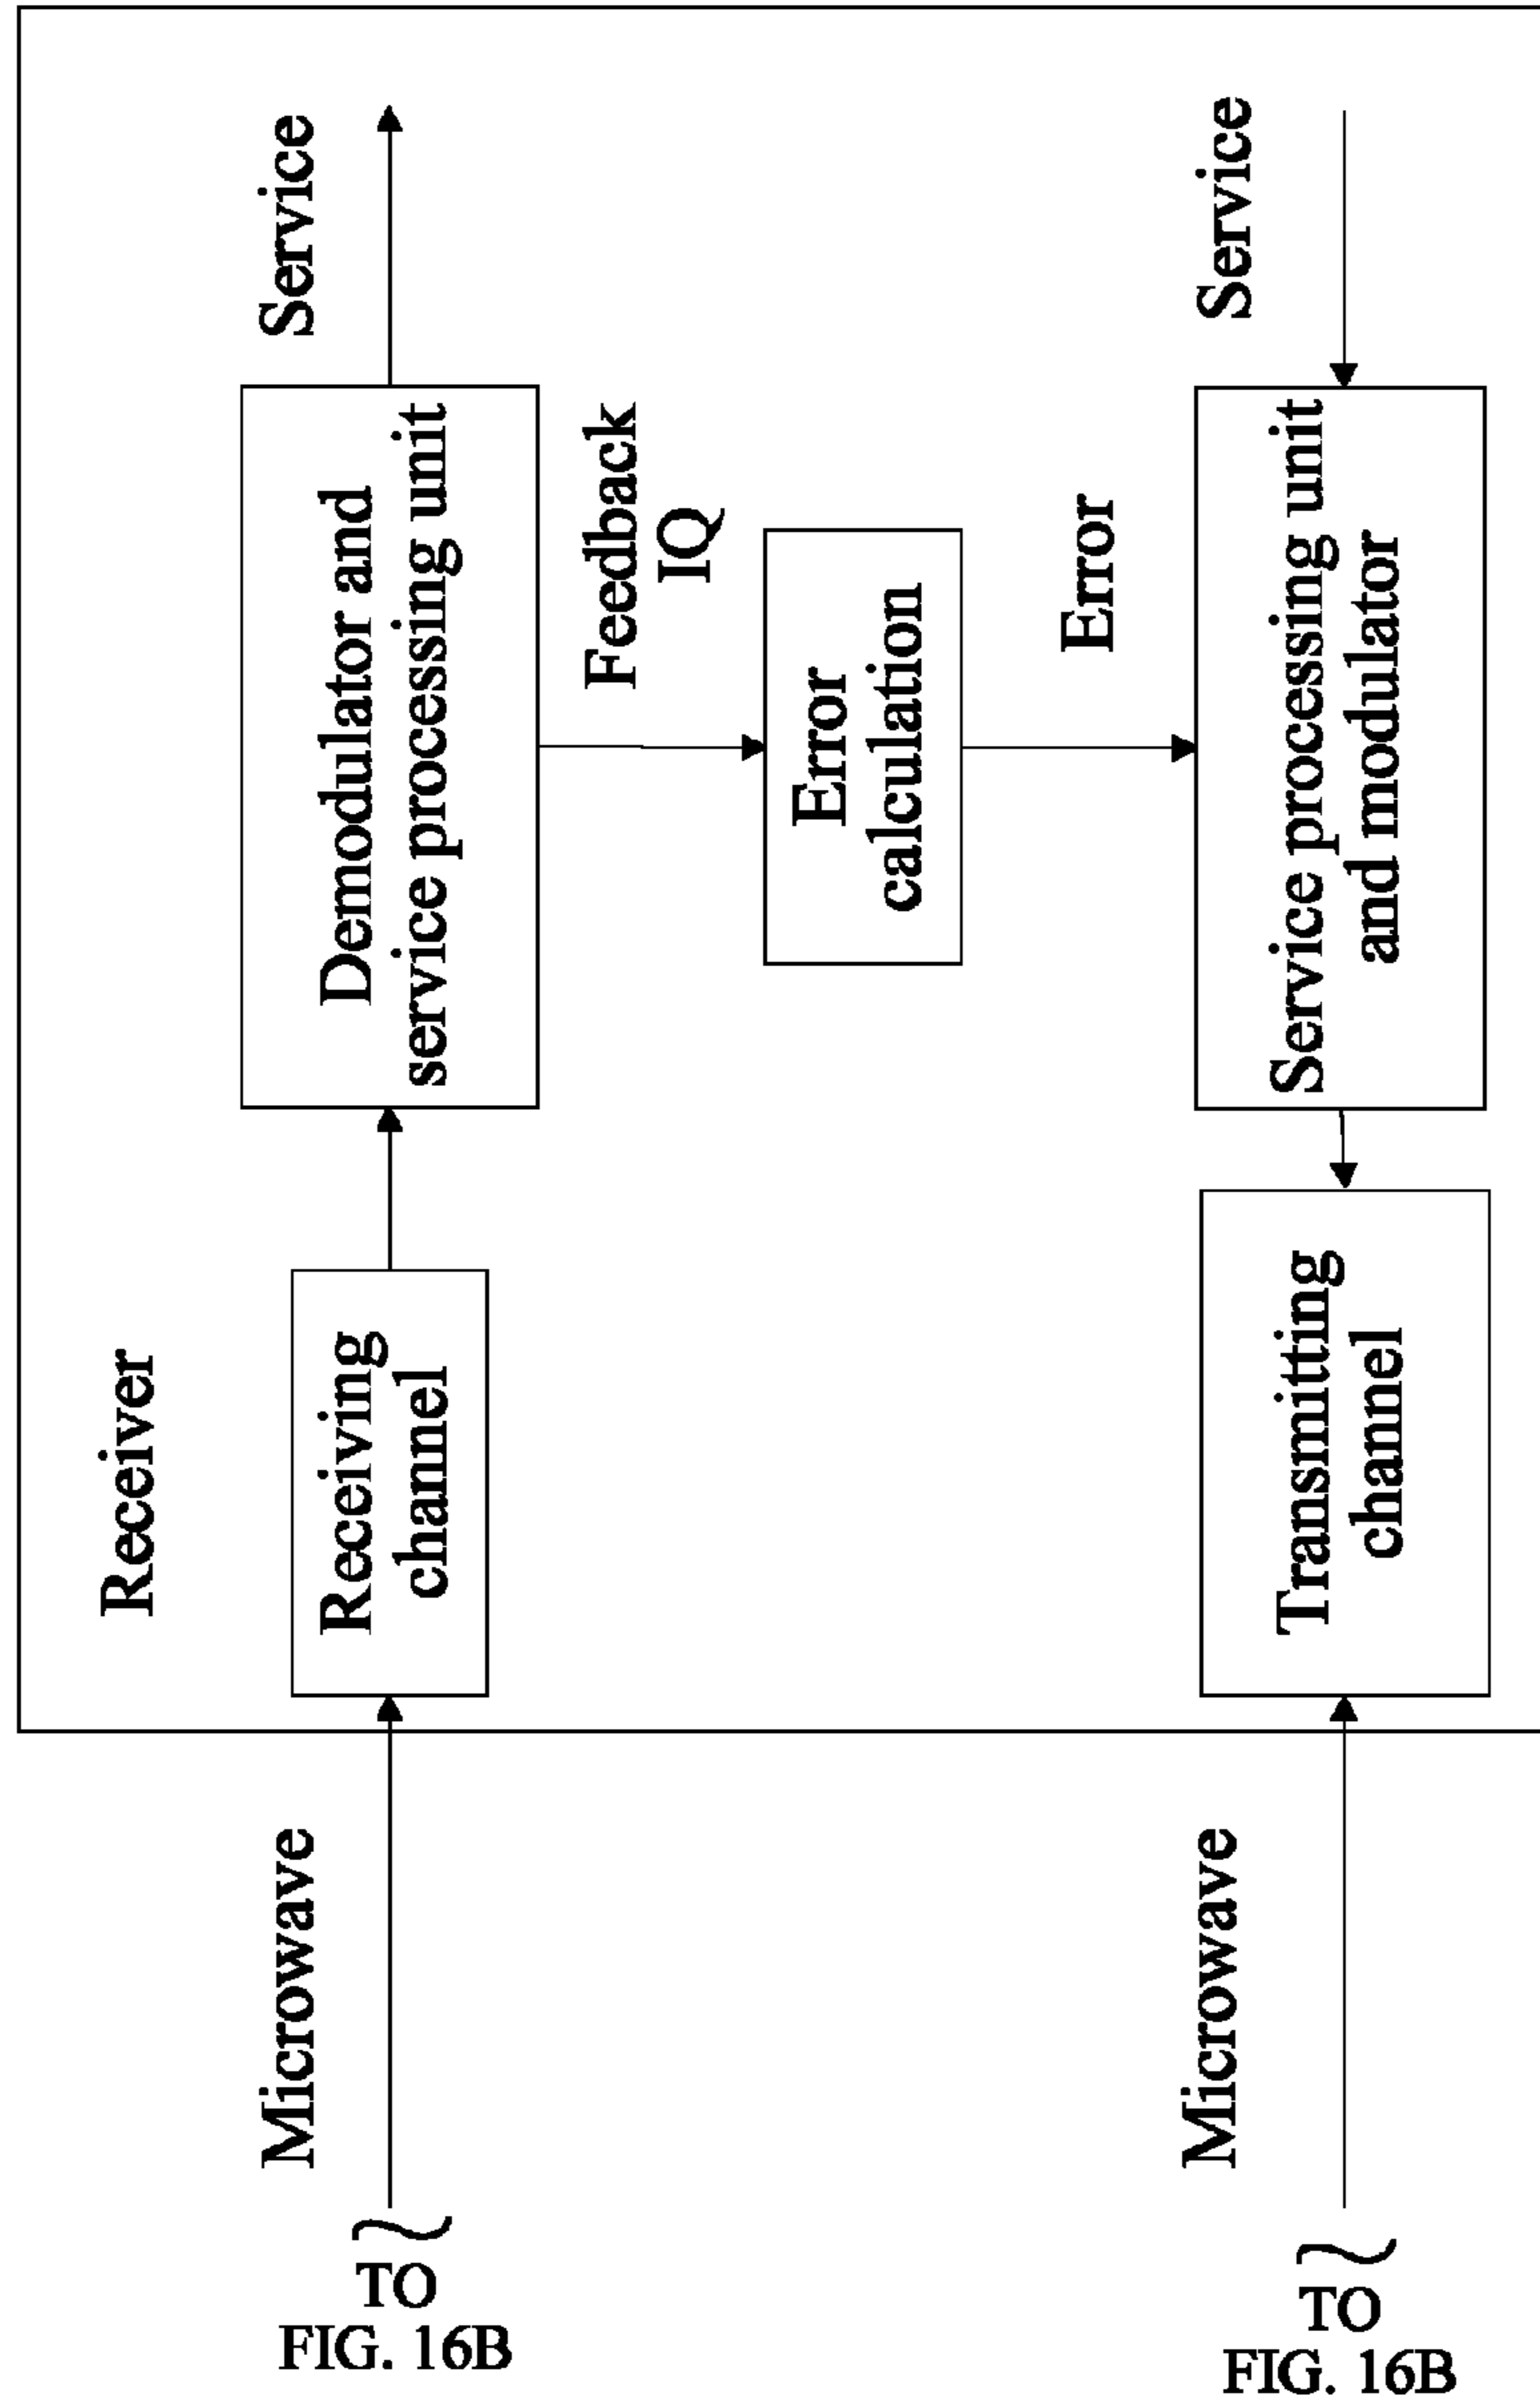 Receiver
Microwave
Receiving
channel
Demodulator and
service processing unit
Service
Feedback
IQ
Error
calculation
Error
Microwave
Transmitting
channel
Service processing unit
and modulator
Service
TO
FIG. 16B
TO
FIG. 16B